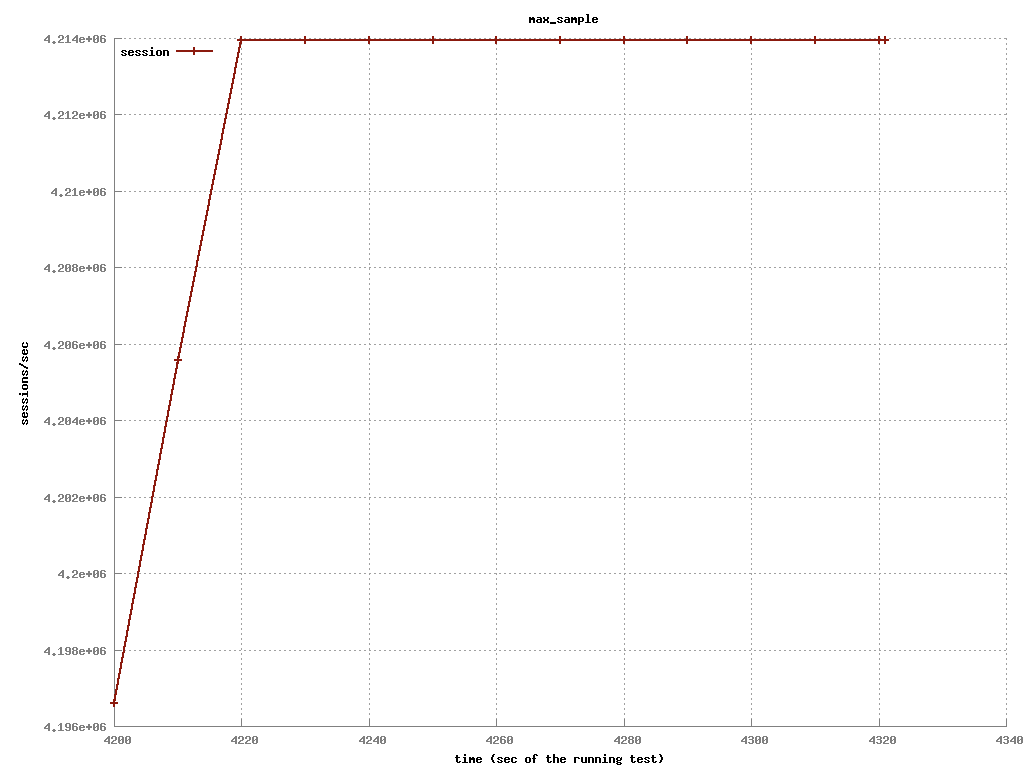 max_sample
session
4.214e+06
4.212e+06
4.21e+06
4.208e+06
4.206e+06
4.204e+06
4.202e+06
4.2e+06
4.198e+06
4.196e+06
sessions/sec
4200 4220 4240 4260 4280 4300 4320 4340
time (sec of the running test)